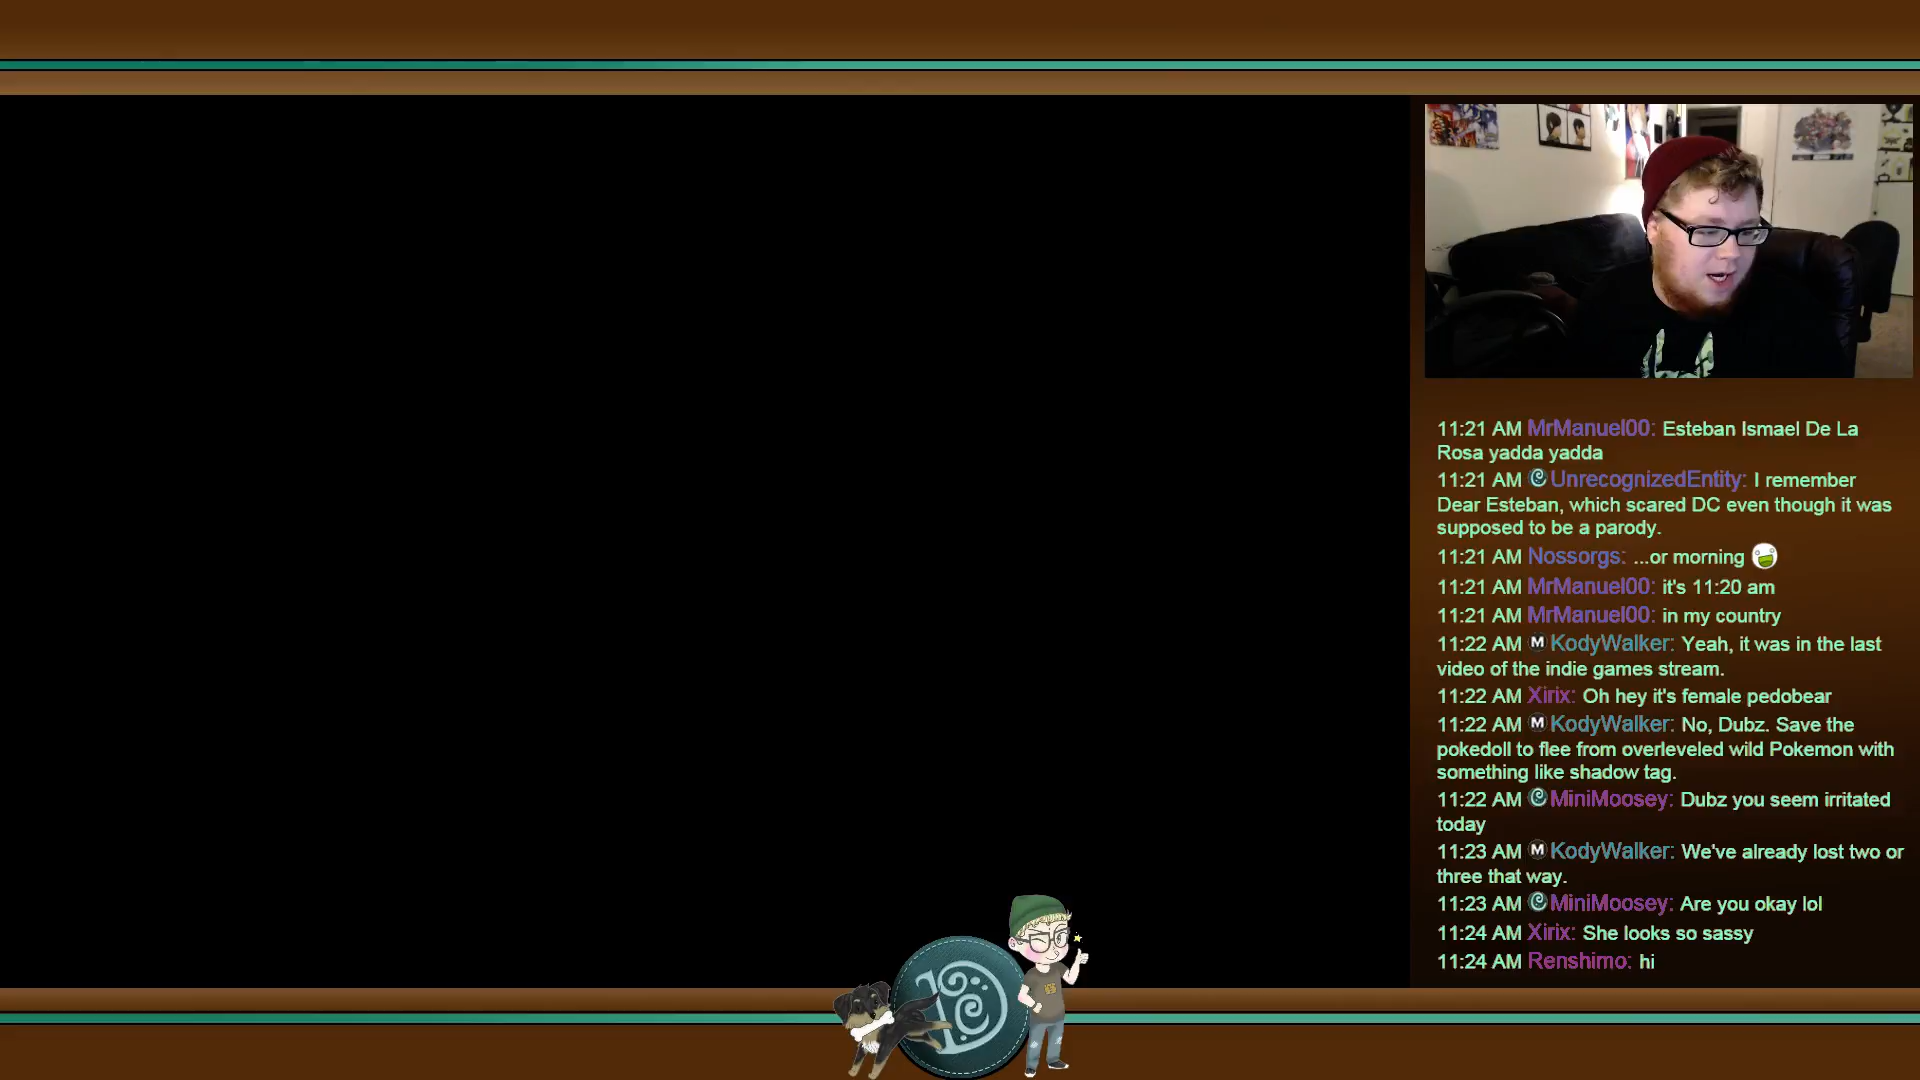 11:21 AM MrManuel00: Esteban Ismael De La
Rosa yadda yadda
11:21 AM UnrecognizedEntity: I remember
Dear Esteban, which scared DC even though it was
supposed to be a parody.
11:21 AM Nossorgs: ...or morning
11:21 AM MrManuel00: it's 11:20 am
11:21 AM MrManuel00: in my country
11:22 AM M KodyWalker: Yeah, it was in the last
video of the indie games stream.
11:22 AM Xirix: Oh hey it's female pedobear
11:22 AM M KodyWalker: No, Dubz. Save the
pokedoll to flee from overleveled wild Pokemon with
something like shadow tag.
11:22 AM MiniMoosey: Dubz you seem irritated
today
11:23 AM M KodyWalker: We've already lost two or
three that way.
11:23 AM MiniMoosey: Are you okay lol
11:24 AM Xirix: She looks so sassy
11:24 AM Renshirno: hi